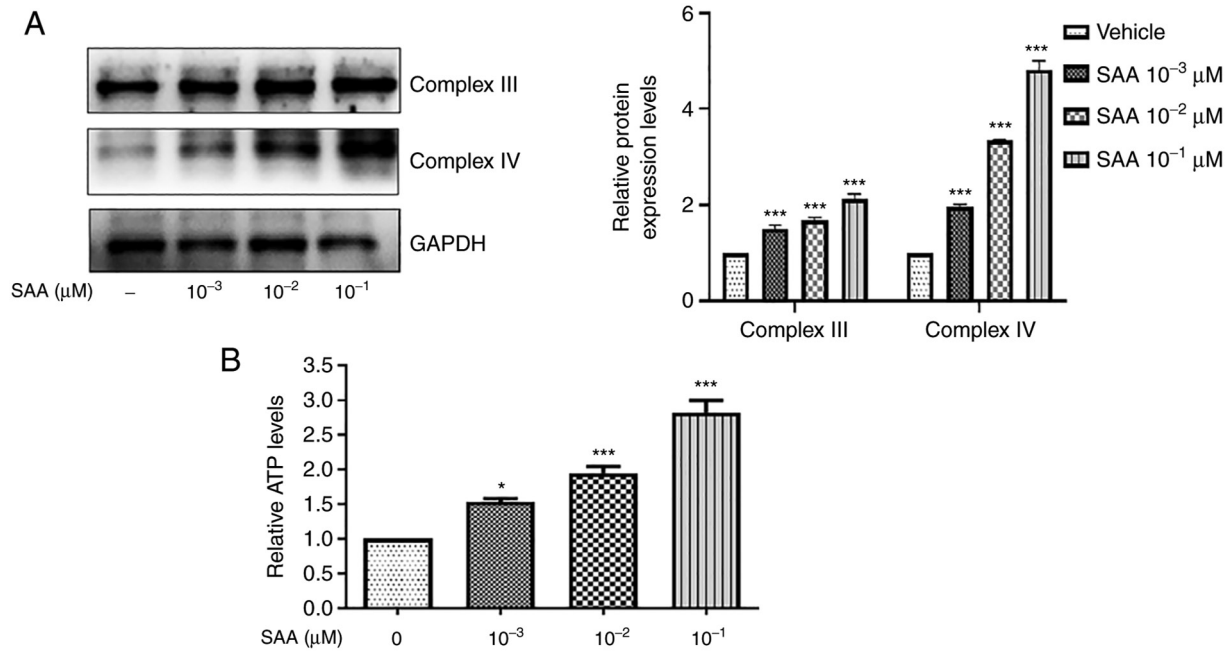 A
Complex III
Complex IV
GAPDH
SAA (μM) – 10⁻³ 10⁻² 10⁻¹
Relative protein
expression levels
6
4
2
0
*** *** ***
*** *** ***
Complex III Complex IV
Vehicle
SAA 10⁻³ μM
SAA 10⁻² μM
SAA 10⁻¹ μM
B
Relative ATP levels
3.5
3.0
2.5
2.0
1.5
1.0
0.5
0.0
* *** ***
SAA (μM) 0 10⁻³ 10⁻² 10⁻¹